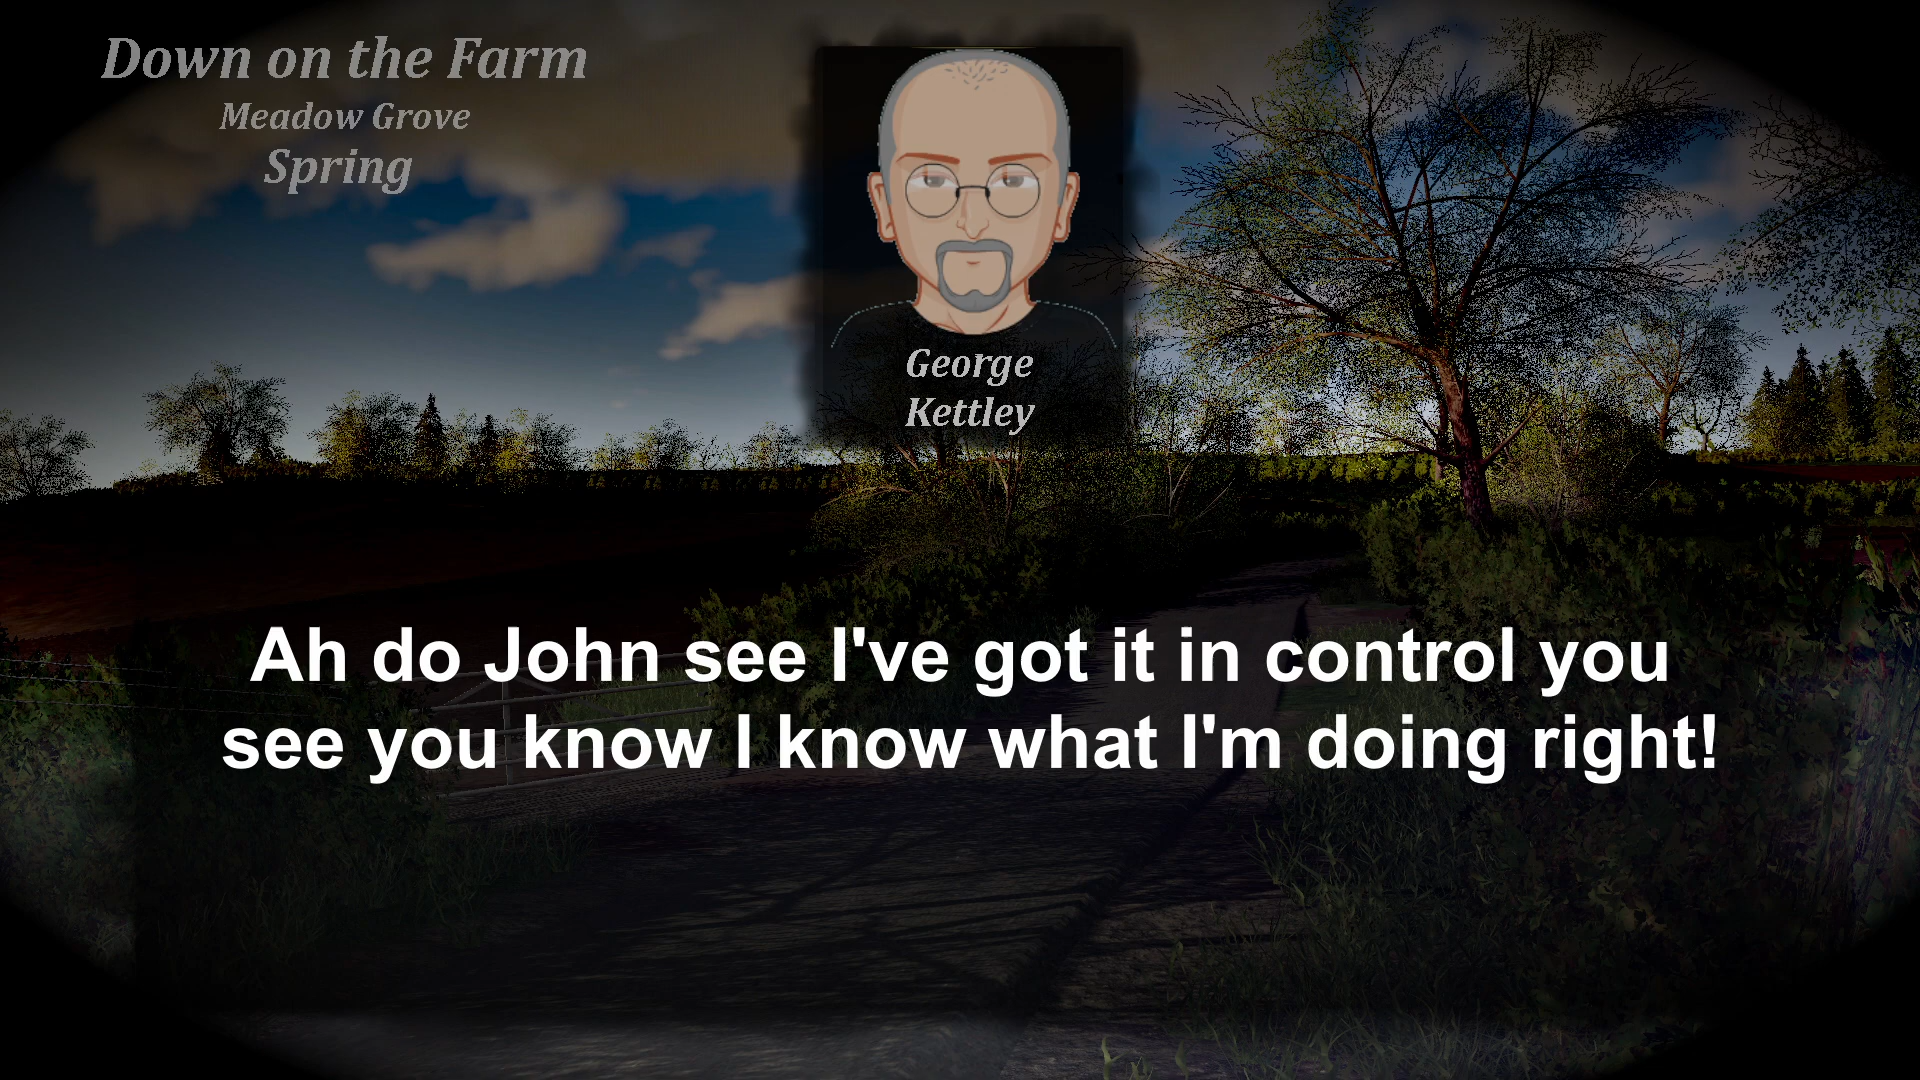 Down on the Farm
Meadow Grove
Spring
George
Kettley
Ah do John see I've got it in control you
see you know I know what I'm doing right!